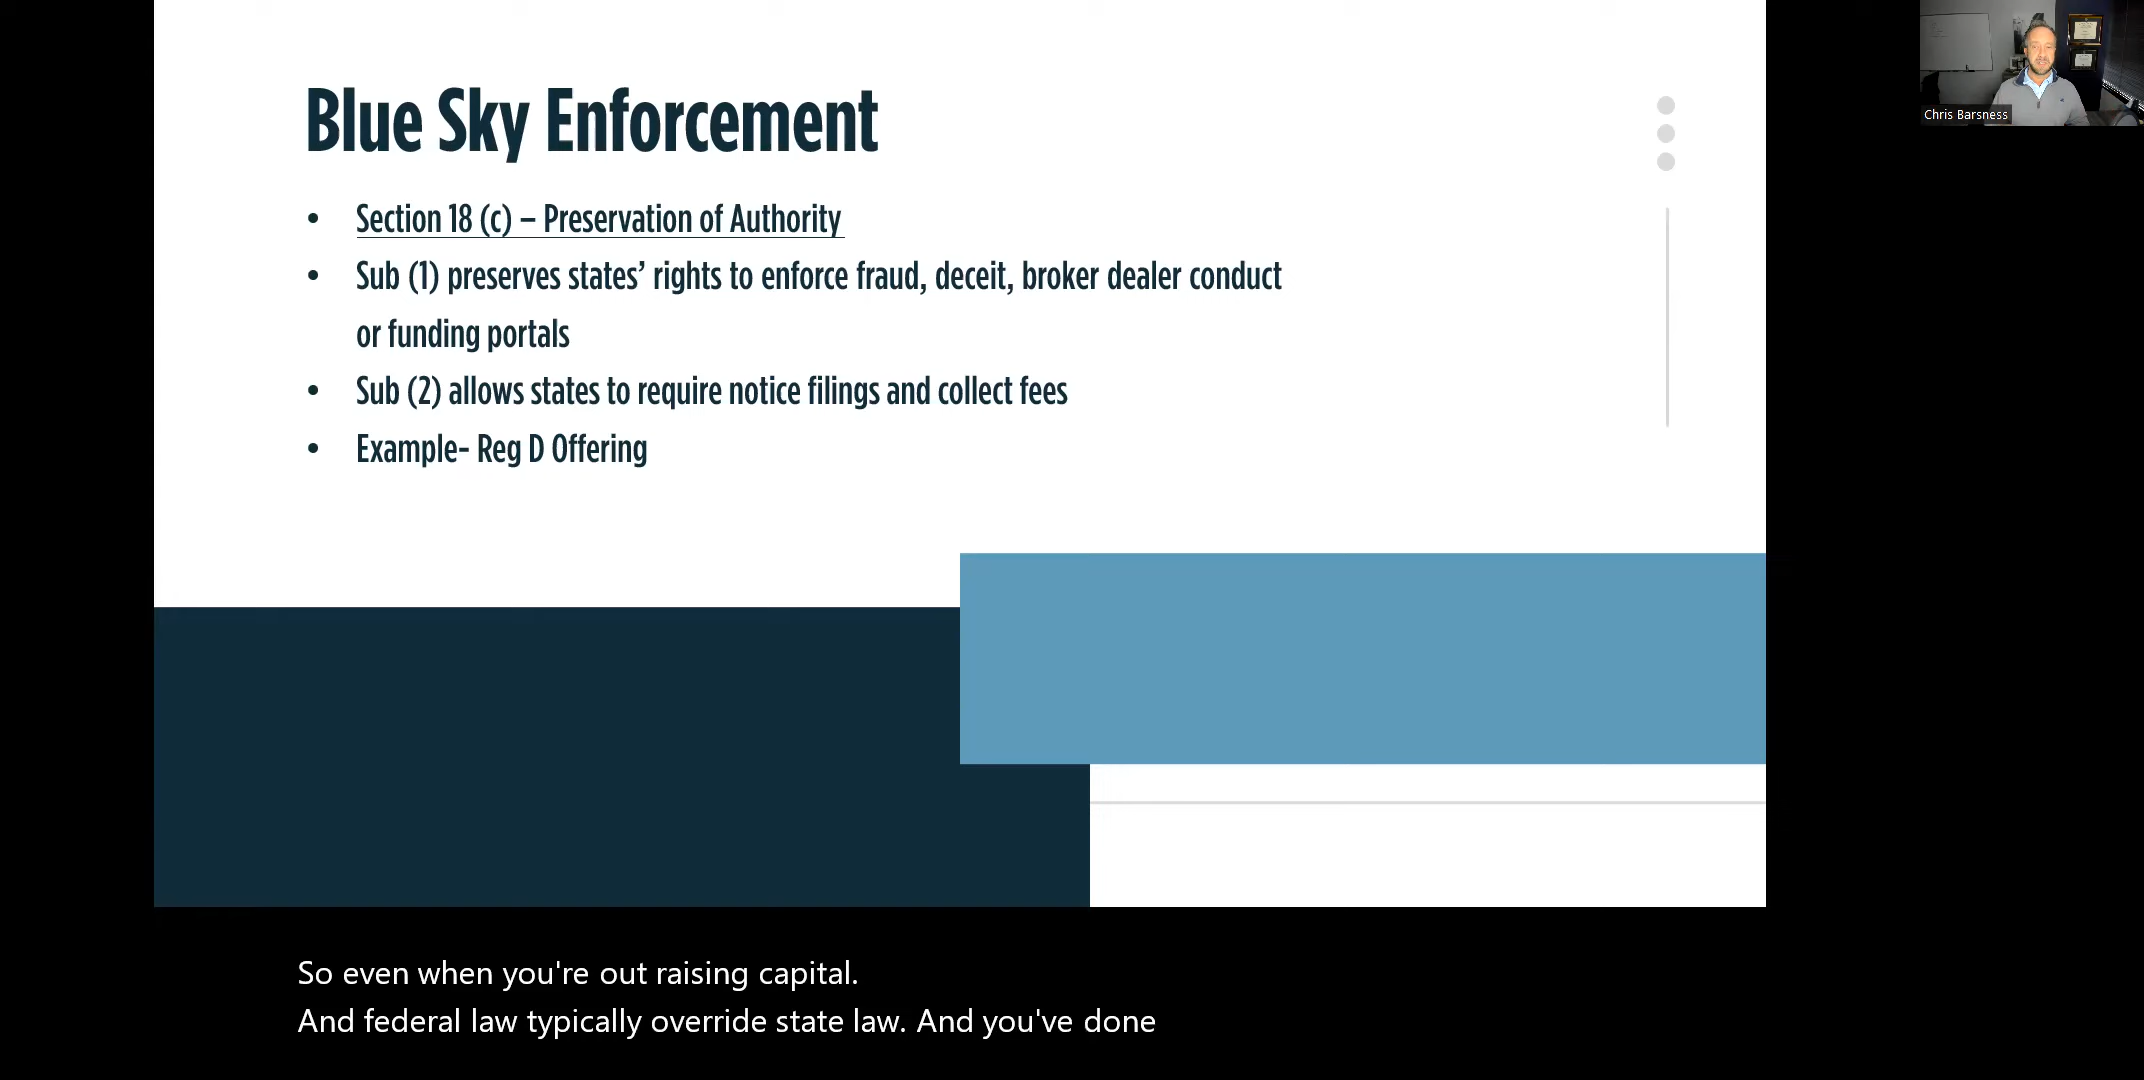 Blue Sky Enforcement
• Section 18 (c) – Preservation of Authority
• Sub (1) preserves states’ rights to enforce fraud, deceit, broker dealer conduct
or funding portals
• Sub (2) allows states to require notice filings and collect fees
• Example- Reg D Offering
Chris Barsness
So even when you're out raising capital.
And federal law typically override state law. And you've done